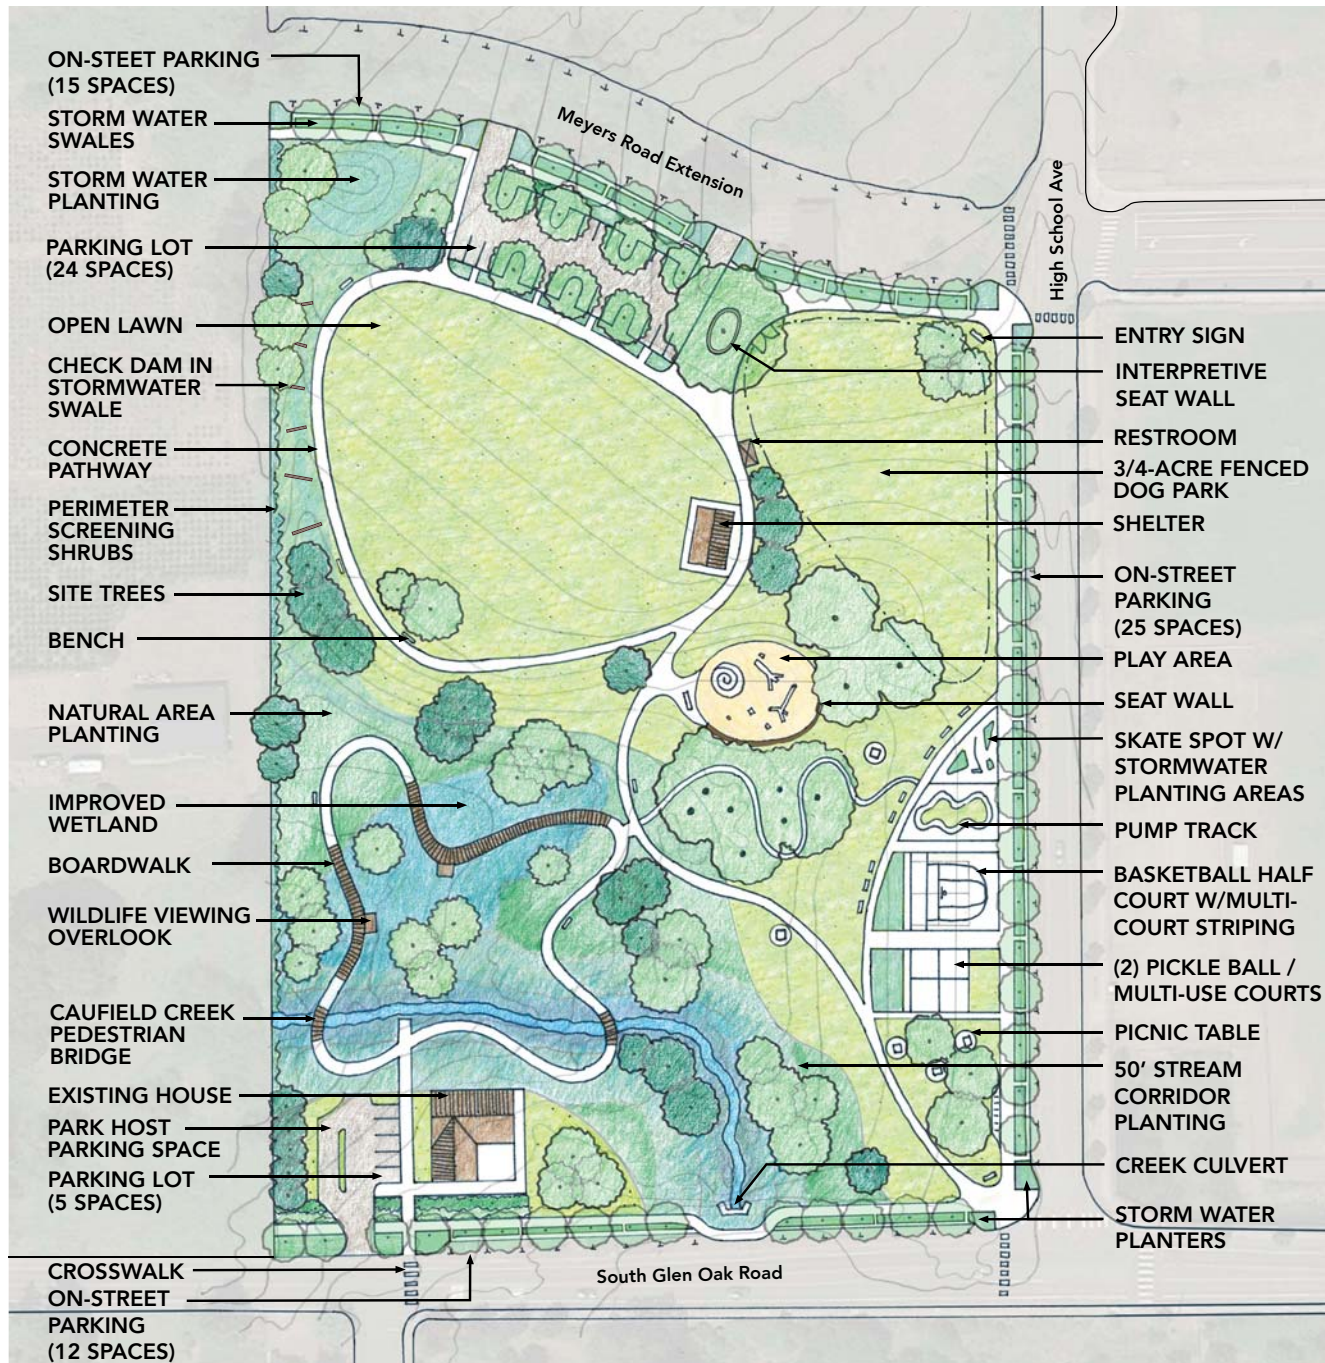 ON-STEET PARKING
(15 SPACES)
STORM WATER
SWALES
STORM WATER
PLANTING
PARKING LOT
(24 SPACES)
OPEN LAWN
CHECK DAM IN
STORMWATER
SWALE
CONCRETE
PATHWAY
PERIMETER
SCREENING
SHRUBS
SITE TREES
BENCH
NATURAL AREA
PLANTING
IMPROVED
WETLAND
BOARDWALK
WILDLIFE VIEWING
OVERLOOK
CAUFIELD CREEK
PEDESTRIAN
BRIDGE
EXISTING HOUSE
PARK HOST
PARKING SPACE
PARKING LOT
(5 SPACES)
CROSSWALK
ON-STREET
PARKING
(12 SPACES)
Meyers Road Extension
High School Ave
South Glen Oak Road
ENTRY SIGN
INTERPRETIVE
SEAT WALL
RESTROOM
3/4-ACRE FENCED
DOG PARK
SHELTER
ON-STREET
PARKING
(25 SPACES)
PLAY AREA
SEAT WALL
SKATE SPOT W/
STORMWATER
PLANTING AREAS
PUMP TRACK
BASKETBALL HALF
COURT W/MULTI-
COURT STRIPING
(2) PICKLE BALL /
MULTI-USE COURTS
PICNIC TABLE
50' STREAM
CORRIDOR
PLANTING
CREEK CULVERT
STORM WATER
PLANTERS